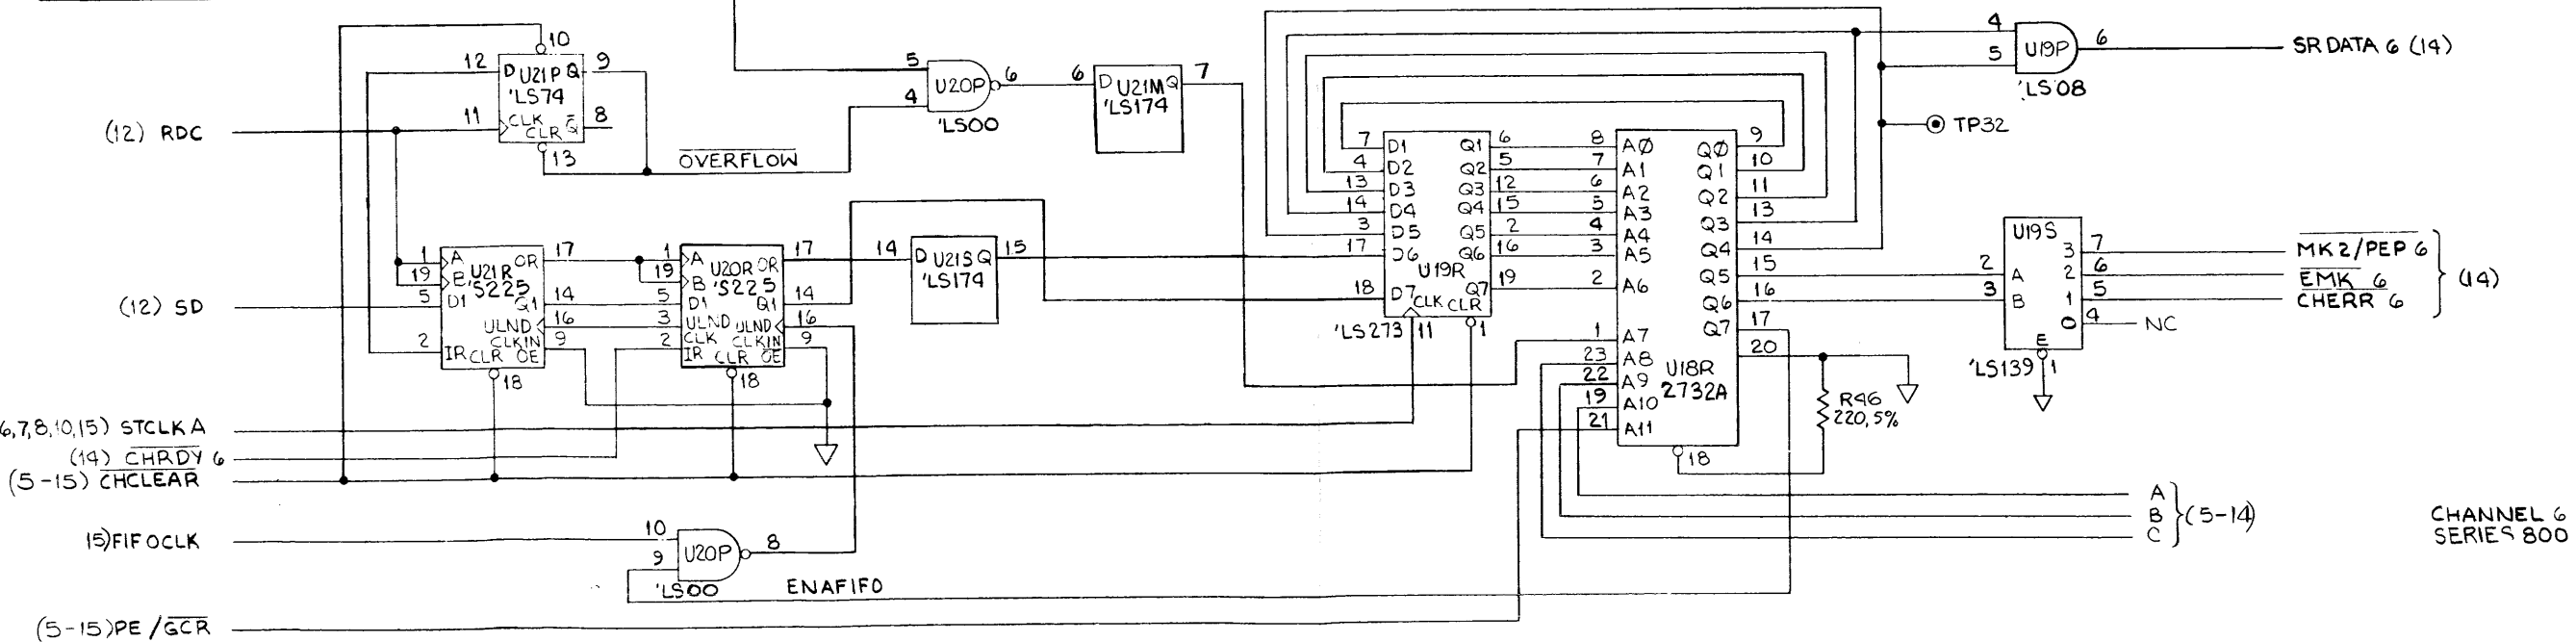 10
12 D U21P Q 9
'LS74
11 CLK
CLR Q̅ 8
13
(12) RDC
OVERFLOW
5
4
U20P
6
'LS00
6 D U21M Q 7
'LS174
4
5
U19P
6
'LS08
SRDATA 6 (14)
TP32
7 D1 Q1 6
4 D2 Q2 5
13 D3 Q3 12
14 D4 Q4 15
3 D5 Q5 2
17 D6 Q6 16
U19R
18 D7 Q7 19
CLK CLR
'LS273 11 1
8 AØ QØ 9
7 A1 Q1 10
6 A2 Q2 11
5 A3 Q3 13
4 A4 Q4 14
3 A5 Q5 15
2 A6 Q6 16
Q7 17
1 A7 20
23 A8
22 A9
19 A10
21 A11
U18R
2732A
18
R46
220,5%
U19S
2 A
3 B
3 7
2 6
1 5
0 4
E
1
'LS139
NC
MK2/PEP 6
EMK 6
CHERR 6
(14)
(12) SD
1 A OR 17
19 B U21R
'S225
5 D1 Q1 14
ULND 16
CLKIN 9
2 IR CLR OE
18
1 A OR 17
19 B U20R
'S225
5 D1 Q1 14
3 ULND ULND 16
CLK CLKIN 9
2 IR CLR OE
18
14 D U21S Q 15
'LS174
6,7,8,10,15) STCLKA
(14) CHRDY 6
(5-15) CHCLEAR
15)FIFOCLK
10
9
U20P
8
'LS00
ENAFIFO
(5-15)PE/GCR
A
B
C
(5-14)
CHANNEL 6
SERIES 800